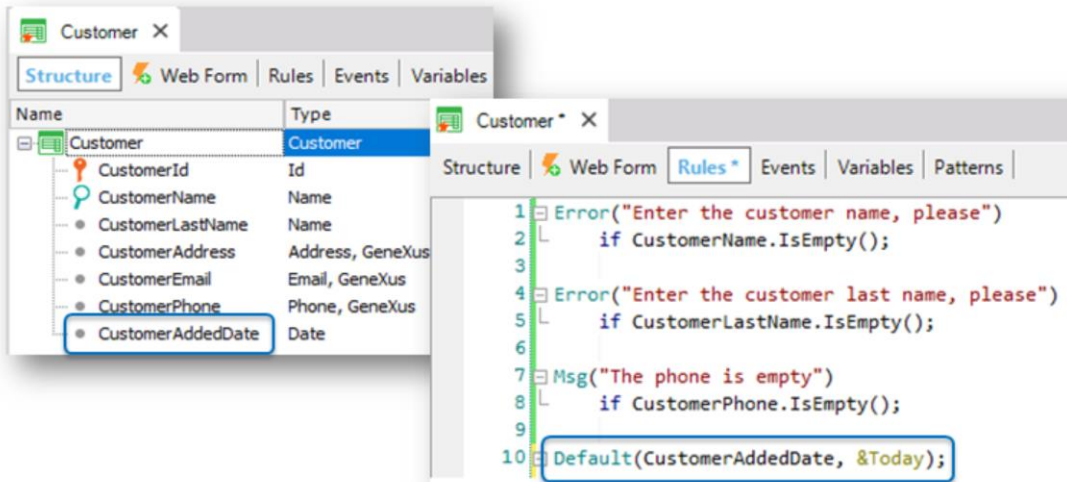 Customer
Structure Web Form Rules Events Variables
Name Type
Customer Customer
CustomerId Id
CustomerName Name
CustomerLastName Name
CustomerAddress Address, GeneXus
CustomerEmail Email, GeneXus
CustomerPhone Phone, GeneXus
CustomerAddedDate Date
Customer *
Structure Web Form Rules * Events Variables Patterns
1 Error("Enter the customer name, please")
2 if CustomerName.IsEmpty();
3
4 Error("Enter the customer last name, please")
5 if CustomerLastName.IsEmpty();
6
7 Msg("The phone is empty")
8 if CustomerPhone.IsEmpty();
9
10 Default(CustomerAddedDate, &Today);